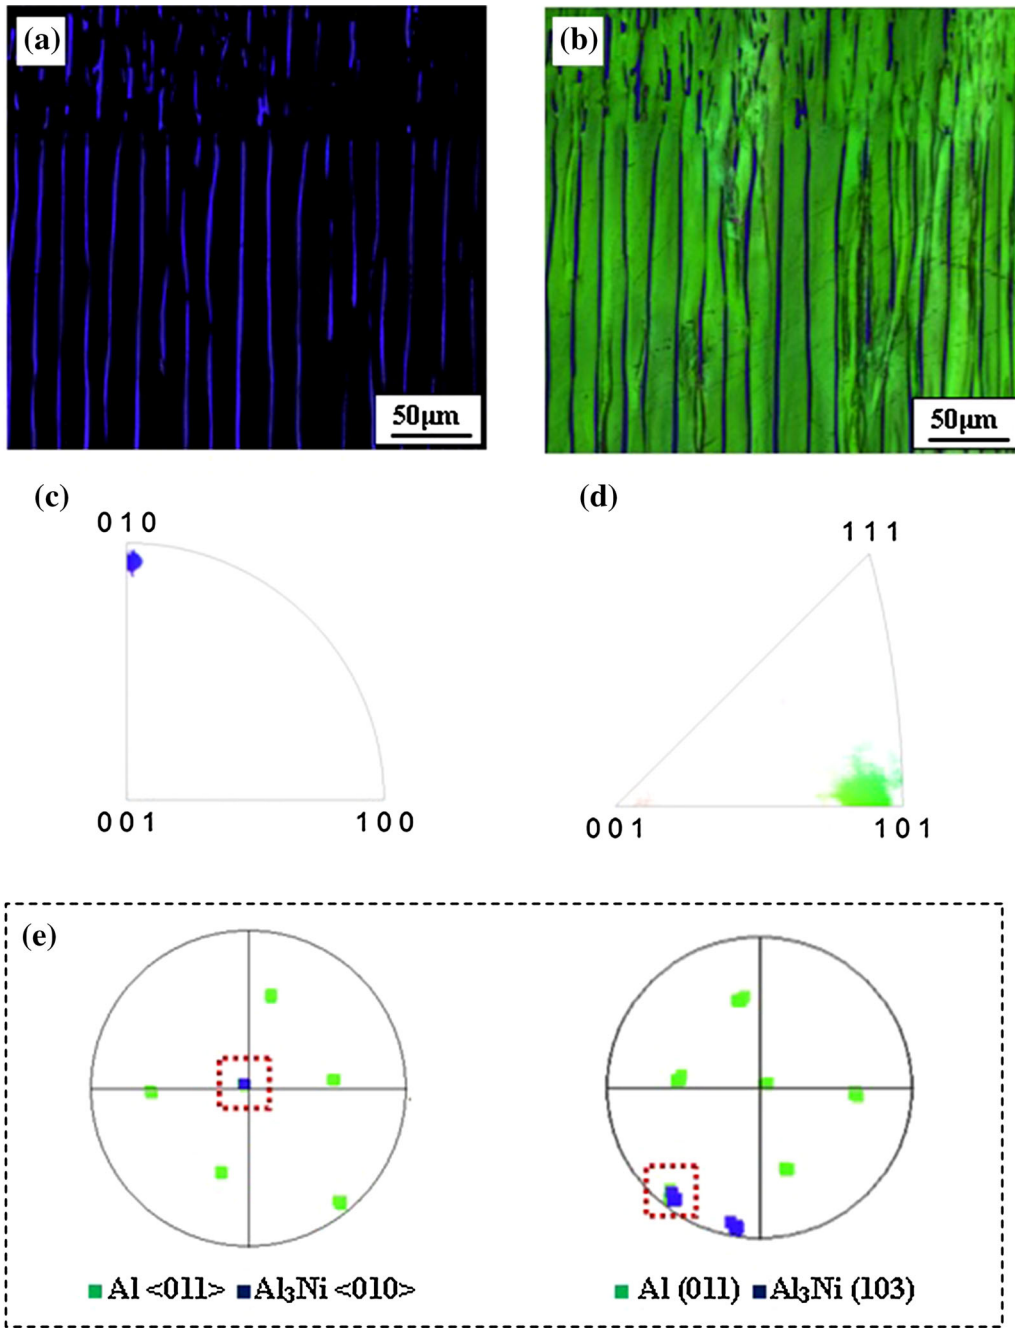 (a)
(b)
50μm
50μm
(c)
(d)
0 1 0
1 1 1
0 0 1
1 0 0
0 0 1
1 0 1
(e)
Al <011> Al₃Ni <010>
Al (011) Al₃Ni (103)